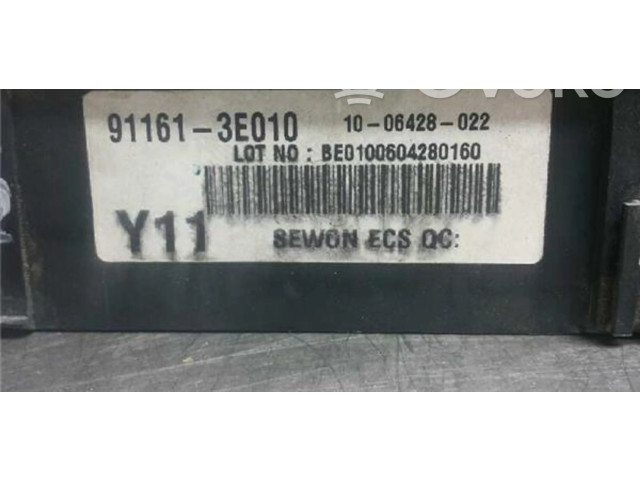 91161-3E010 10-06428-022
LOT NO : BE0100604280160
Y11 SEWON ECS QC: